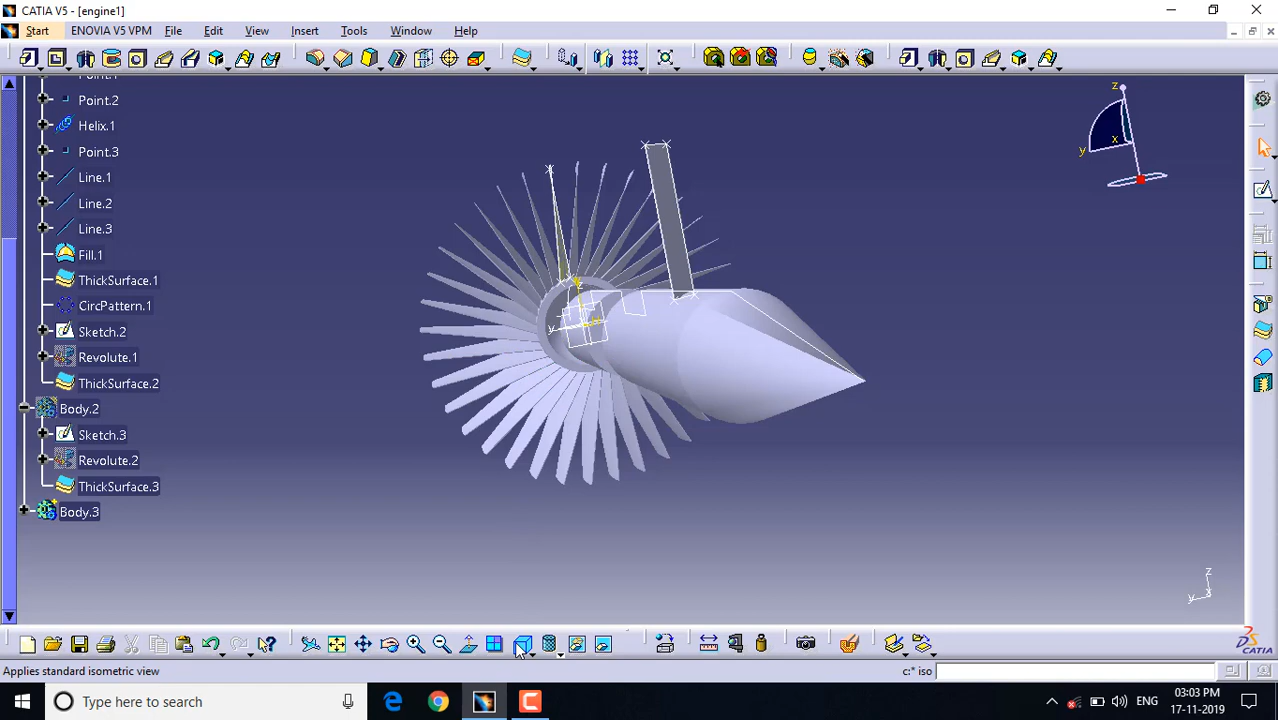 CATIA V5 - [engine1]
Start ENOVIA V5 VPM File Edit View Insert Tools Window Help
Point.2
Helix.1
Point.3
Line.1
Line.2
Line.3
Fill.1
ThickSurface.1
CircPattern.1
Sketch.2
Revolute.1
ThickSurface.2
Body.2
Sketch.3
Revolute.2
ThickSurface.3
Body.3
z
x
y
z
y
y
z
y
x
CATIA
Applies standard isometric view
c:* iso
Type here to search
ENG
03:03 PM
17-11-2019